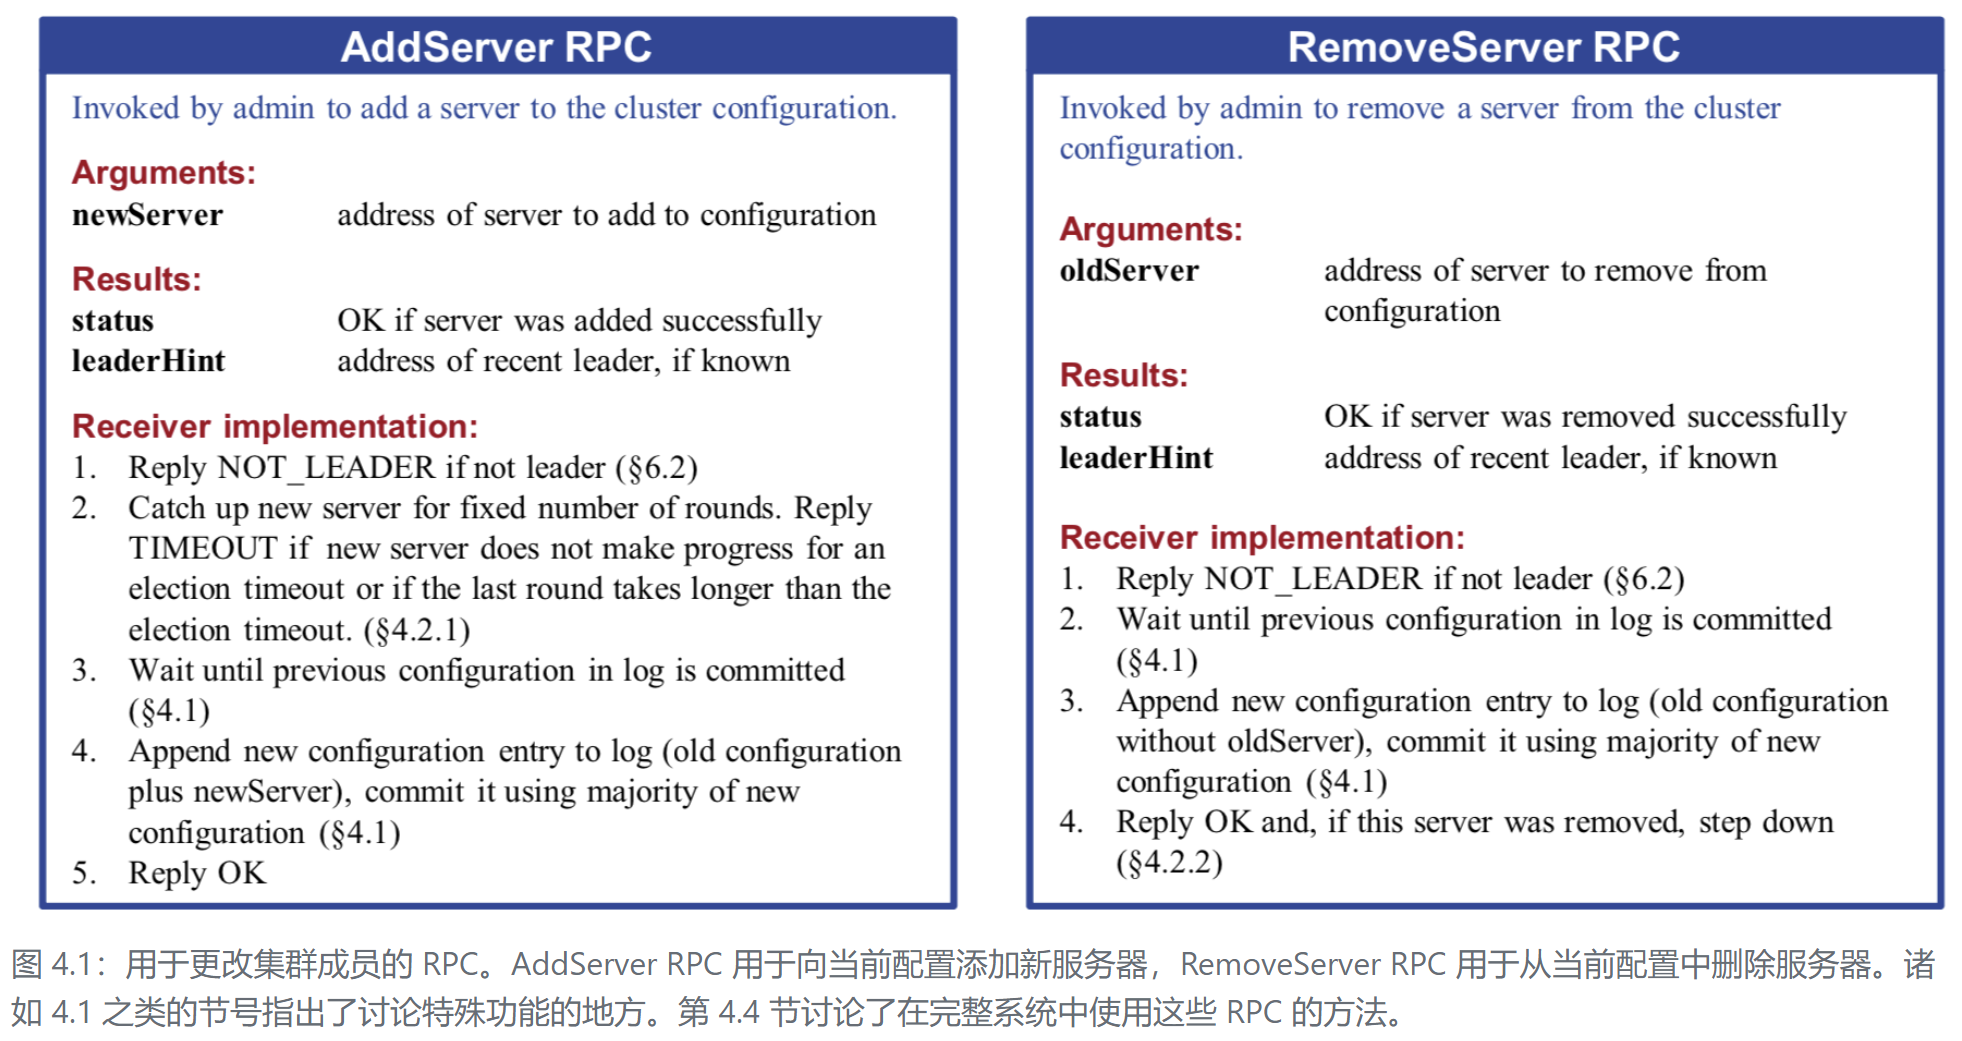 AddServer RPC
Invoked by admin to add a server to the cluster configuration.
Arguments:
newServer address of server to add to configuration
Results:
status OK if server was added successfully
leaderHint address of recent leader, if known
Receiver implementation:
1. Reply NOT_LEADER if not leader (§6.2)
2. Catch up new server for fixed number of rounds. Reply
TIMEOUT if new server does not make progress for an
election timeout or if the last round takes longer than the
election timeout. (§4.2.1)
3. Wait until previous configuration in log is committed
(§4.1)
4. Append new configuration entry to log (old configuration
plus newServer), commit it using majority of new
configuration (§4.1)
5. Reply OK
RemoveServer RPC
Invoked by admin to remove a server from the cluster
configuration.
Arguments:
oldServer address of server to remove from
configuration
Results:
status OK if server was removed successfully
leaderHint address of recent leader, if known
Receiver implementation:
1. Reply NOT_LEADER if not leader (§6.2)
2. Wait until previous configuration in log is committed
(§4.1)
3. Append new configuration entry to log (old configuration
without oldServer), commit it using majority of new
configuration (§4.1)
4. Reply OK and, if this server was removed, step down
(§4.2.2)
图 4.1：用于更改集群成员的 RPC。AddServer RPC 用于向当前配置添加新服务器，RemoveServer RPC 用于从当前配置中删除服务器。诸
如 4.1 之类的节号指出了讨论特殊功能的地方。第 4.4 节讨论了在完整系统中使用这些 RPC 的方法。